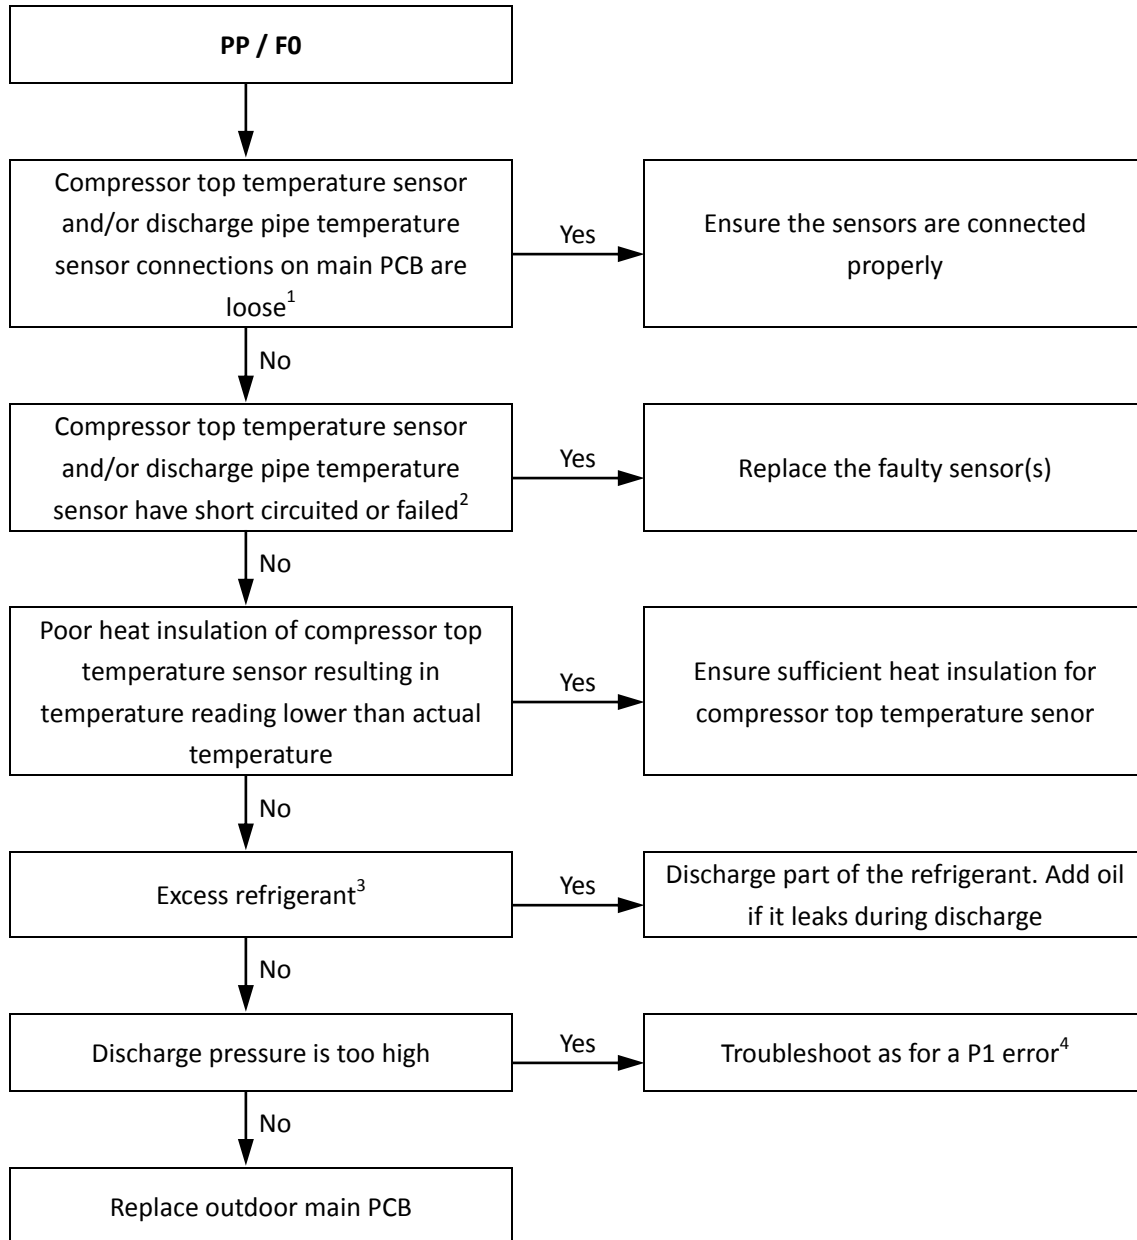 PP / F0
Compressor top temperature sensor
and/or discharge pipe temperature
sensor connections on main PCB are
loose1
Yes
Ensure the sensors are connected
properly
No
Compressor top temperature sensor
and/or discharge pipe temperature
sensor have short circuited or failed2
Yes
Replace the faulty sensor(s)
No
Poor heat insulation of compressor top
temperature sensor resulting in
temperature reading lower than actual
temperature
Yes
Ensure sufficient heat insulation for
compressor top temperature senor
No
Excess refrigerant3
Yes
Discharge part of the refrigerant. Add oil
if it leaks during discharge
No
Discharge pressure is too high
Yes
Troubleshoot as for a P1 error4
No
Replace outdoor main PCB